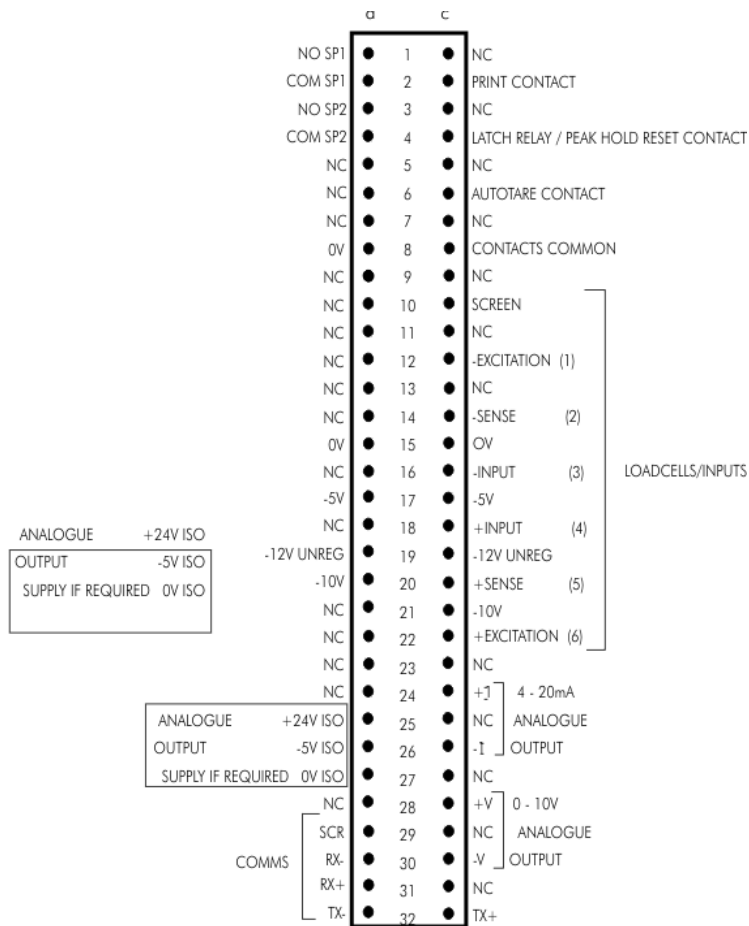 a c
NO SP1 1 NC
COM SP1 2 PRINT CONTACT
NO SP2 3 NC
COM SP2 4 LATCH RELAY / PEAK HOLD RESET CONTACT
NC 5 NC
NC 6 AUTOTARE CONTACT
NC 7 NC
0V 8 CONTACTS COMMON
NC 9 NC
NC 10 SCREEN
NC 11 NC
NC 12 -EXCITATION (1)
NC 13 NC
NC 14 -SENSE (2)
0V 15 OV
NC 16 -INPUT (3) LOADCELLS/INPUTS
-5V 17 -5V
NC 18 +INPUT (4)
ANALOGUE +24V ISO
-12V UNREG 19 -12V UNREG
OUTPUT -5V ISO
-10V 20 +SENSE (5)
SUPPLY IF REQUIRED 0V ISO
NC 21 -10V
NC 22 +EXCITATION (6)
NC 23 NC
NC 24 +I 4 - 20mA
ANALOGUE +24V ISO 25 NC ANALOGUE
OUTPUT -5V ISO 26 -I OUTPUT
SUPPLY IF REQUIRED 0V ISO 27 NC
NC 28 +V 0 - 10V
SCR 29 NC ANALOGUE
COMMS RX- 30 -V OUTPUT
RX+ 31 NC
TX- 32 TX+